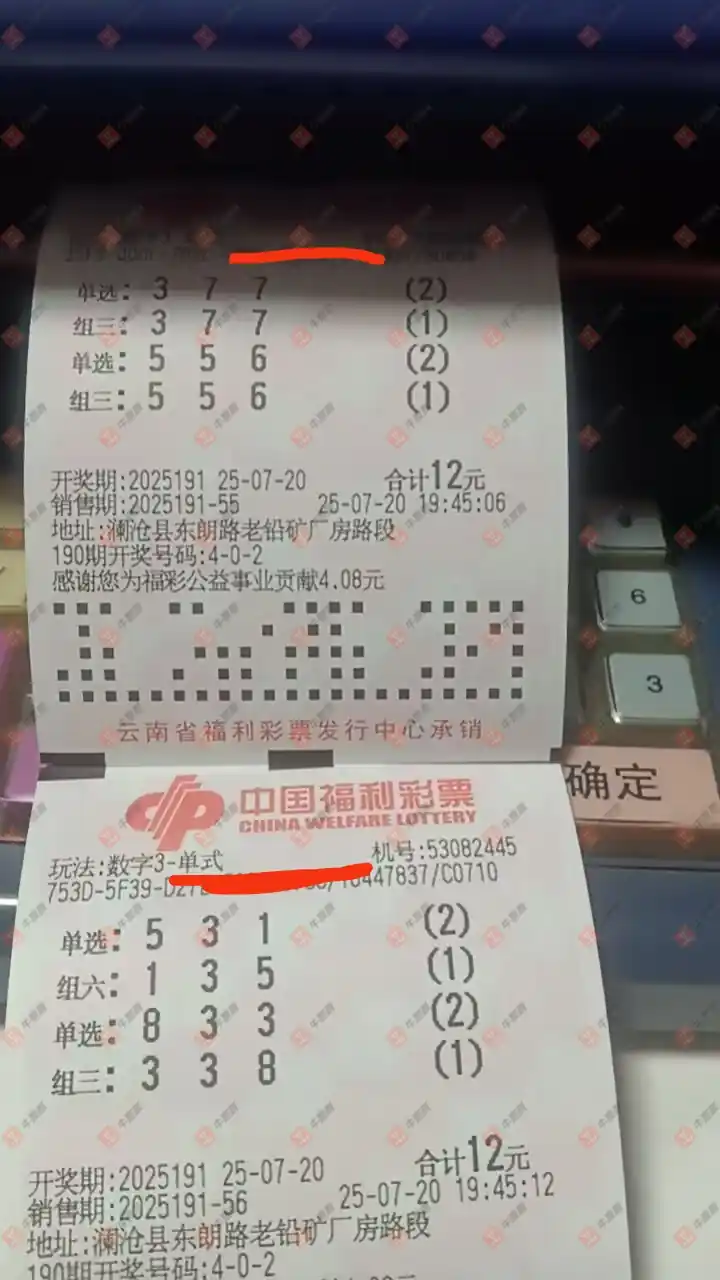 单选: 3 7 7 (2)
组三: 3 7 7 (1)
单选: 5 5 6 (2)
组三: 5 5 6 (1)
开奖期:2025191 25-07-20 合计12元
销售期:2025191-55 25-07-20 19:45:06
地址:澜沧县东朗路老铅矿厂房路段
190期开奖号码:4-0-2
感谢您为福彩公益事业贡献4.08元
云南省福利彩票发行中心承销
中国福利彩票
CHINA WELFARE LOTTERY
玩法:数字3-单式 机号:53082445
753D-5F39- 447837/C0710
单选: 5 3 1 (2)
组六: 1 3 5 (1)
单选: 8 3 3 (2)
组三: 3 3 8 (1)
开奖期:2025191 25-07-20 合计12元
销售期:2025191-56 25-07-20 19:45:12
地址:澜沧县东朗路老铅矿厂房路段
190期开奖号码:4-0-2
6
3
确定